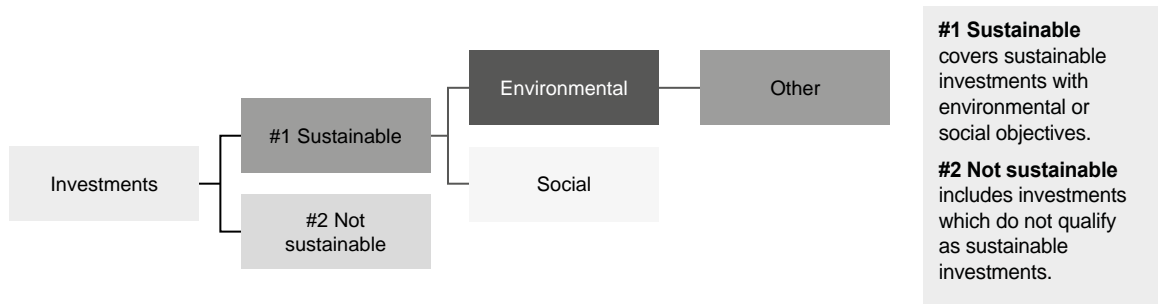 Investments
#1 Sustainable
#2 Not
sustainable
Environmental
Social
Other
#1 Sustainable
covers sustainable
investments with
environmental or
social objectives.
#2 Not sustainable
includes investments
which do not qualify
as sustainable
investments.